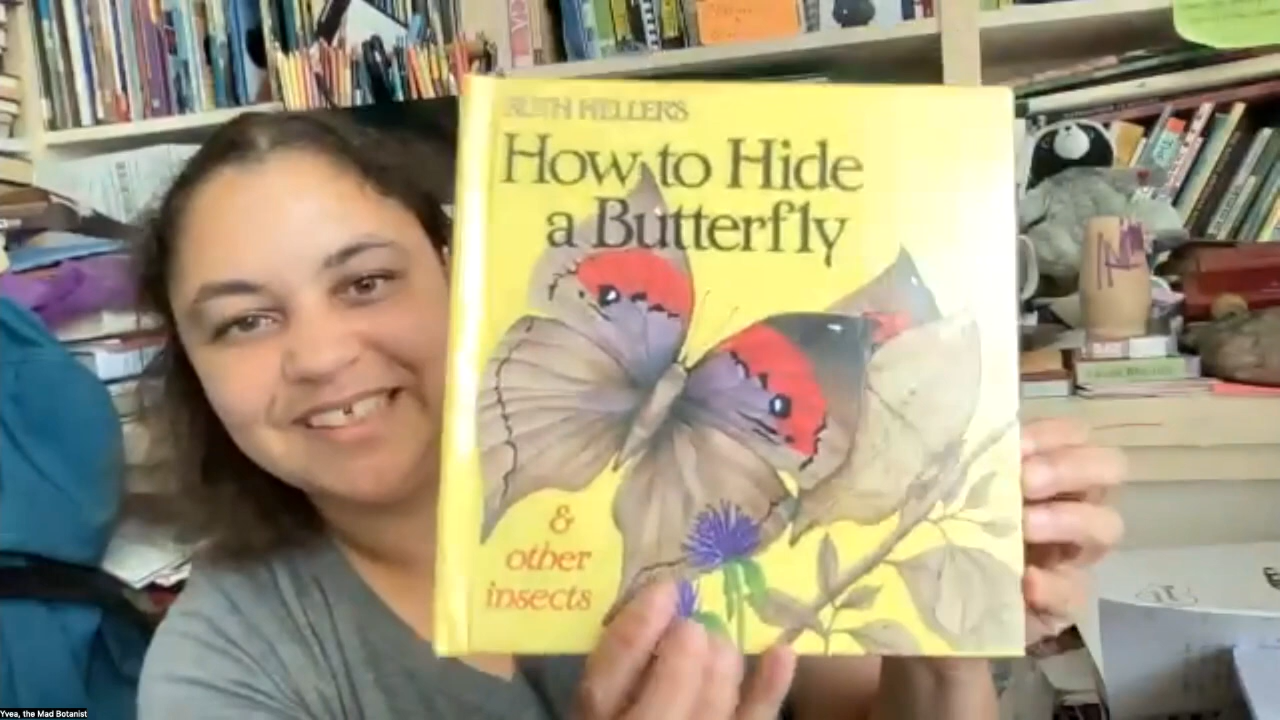 RUTH HELLER'S
How to Hide
a Butterfly
&
other
insects
Yvea, the Mad Botanist